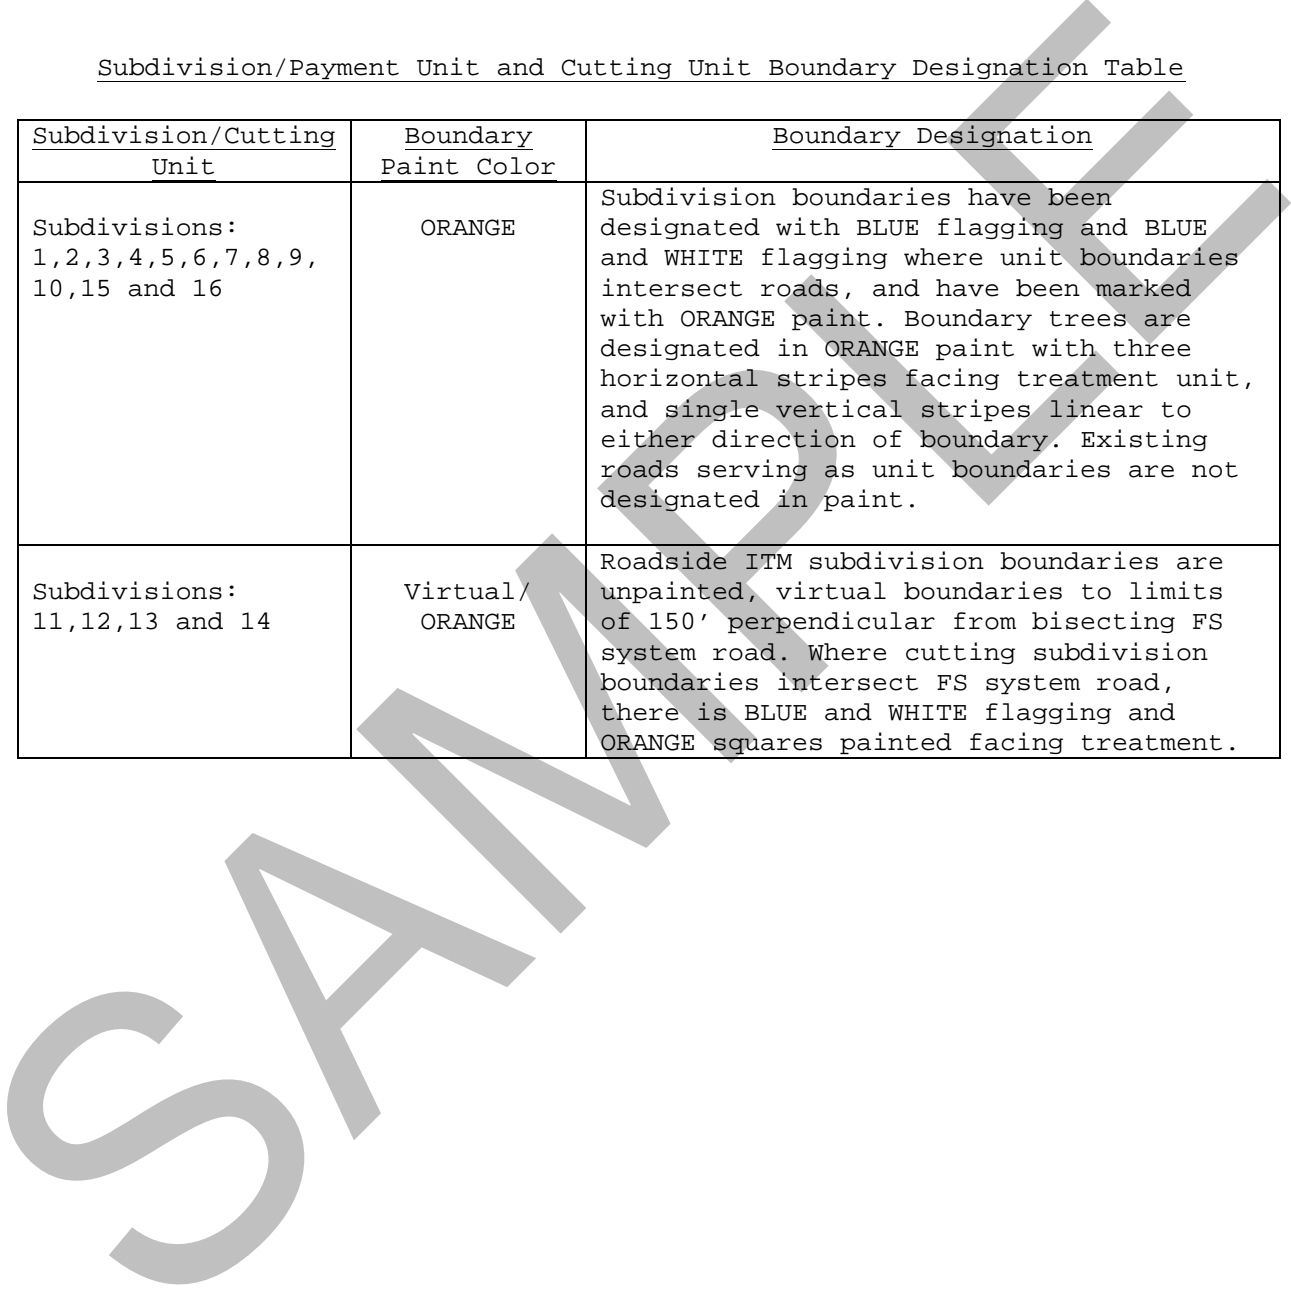 Subdivision/Payment Unit and Cutting Unit Boundary Designation Table
Subdivision/Cutting
Unit
Boundary
Paint Color
Boundary Designation
Subdivisions:
1,2,3,4,5,6,7,8,9,
10,15 and 16
ORANGE
Subdivision boundaries have been
designated with BLUE flagging and BLUE
and WHITE flagging where unit boundaries
intersect roads, and have been marked
with ORANGE paint. Boundary trees are
designated in ORANGE paint with three
horizontal stripes facing treatment unit,
and single vertical stripes linear to
either direction of boundary. Existing
roads serving as unit boundaries are not
designated in paint.
Subdivisions:
11,12,13 and 14
Virtual/
ORANGE
Roadside ITM subdivision boundaries are
unpainted, virtual boundaries to limits
of 150’ perpendicular from bisecting FS
system road. Where cutting subdivision
boundaries intersect FS system road,
there is BLUE and WHITE flagging and
ORANGE squares painted facing treatment.
SAMPLE